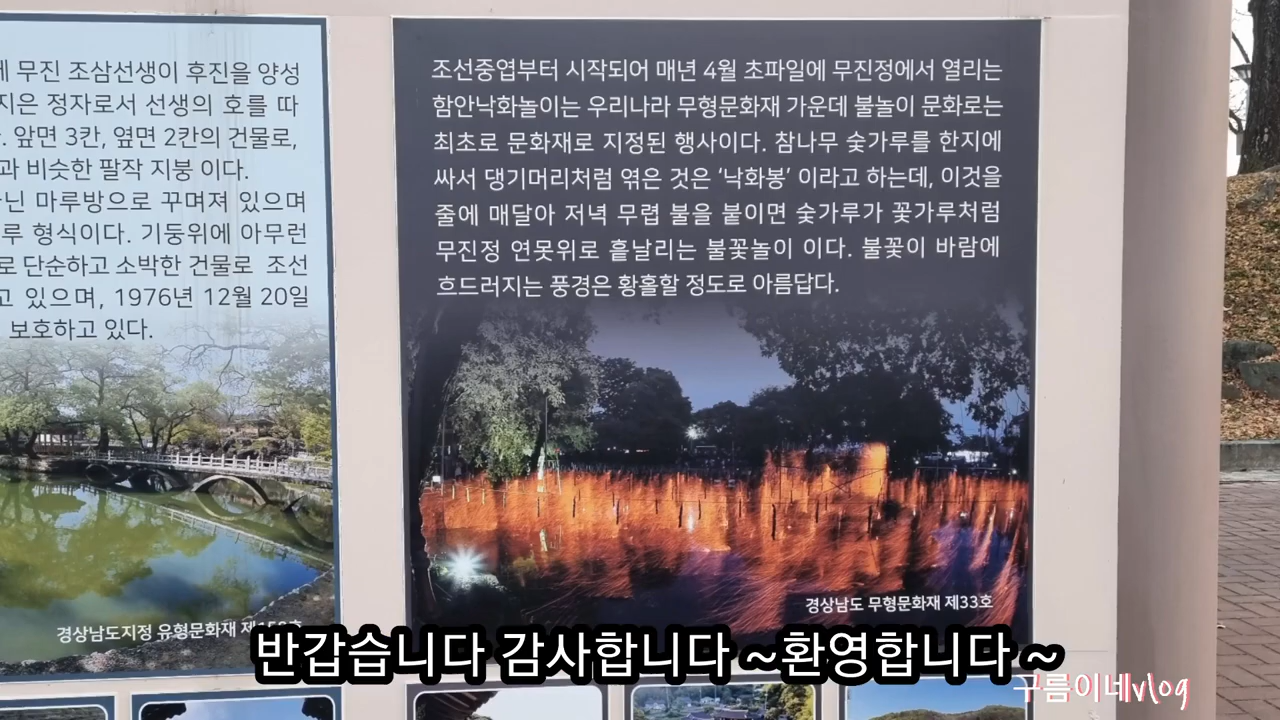 무진 조삼선생이 후진을 양성
지은 정자로서 선생의 호를 따
. 앞면 3칸, 옆면 2칸의 건물로,
과 비슷한 팔작 지붕 이다.
닌 마루방으로 꾸며져 있으며
루 형식이다. 기둥위에 아무런
로 단순하고 소박한 건물로 조선
고 있으며, 1976년 12월 20일
보호하고 있다.
경상남도지정 유형문화재
조선중엽부터 시작되어 매년 4월 초파일에 무진정에서 열리는
함안낙화놀이는 우리나라 무형문화재 가운데 불놀이 문화로는
최초로 문화재로 지정된 행사이다. 참나무 숯가루를 한지에
싸서 댕기머리처럼 엮은 것은 ‘낙화봉’ 이라고 하는데, 이것을
줄에 매달아 저녁 무렵 불을 붙이면 숯가루가 꽃가루처럼
무진정 연못위로 흩날리는 불꽃놀이 이다. 불꽃이 바람에
흐드러지는 풍경은 황홀할 정도로 아름답다.
경상남도 무형문화재 제33호
반갑습니다 감사합니다 ~환영합니다 ~
구름이네vlog